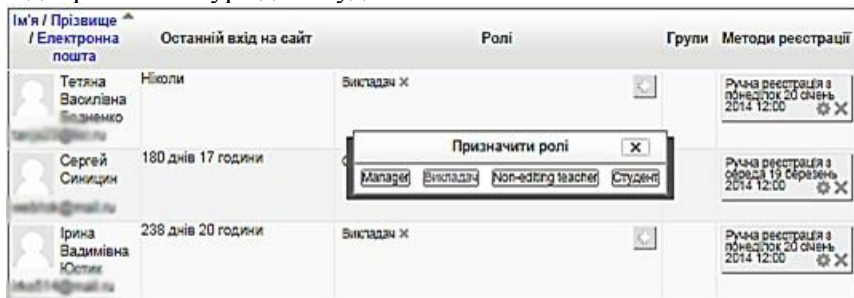 Ім'я / Прізвище / Електронна пошта Останній вхід на сайт Ролі Групи Методи реєстрації
Тетяна Василівна
Ніколи
Викладач
Ручна реєстрація з понеділок 20 січень 2014 12:00
Призначити ролі
Manager Викладач Non-editing teacher Студент
Сергей Синицин
180 днів 17 години
Ручна реєстрація з середа 19 березень 2014 12:00
Ірина Вадимівна Юстик
238 днів 20 години
Викладач
Ручна реєстрація з понеділок 20 січень 2014 12:00